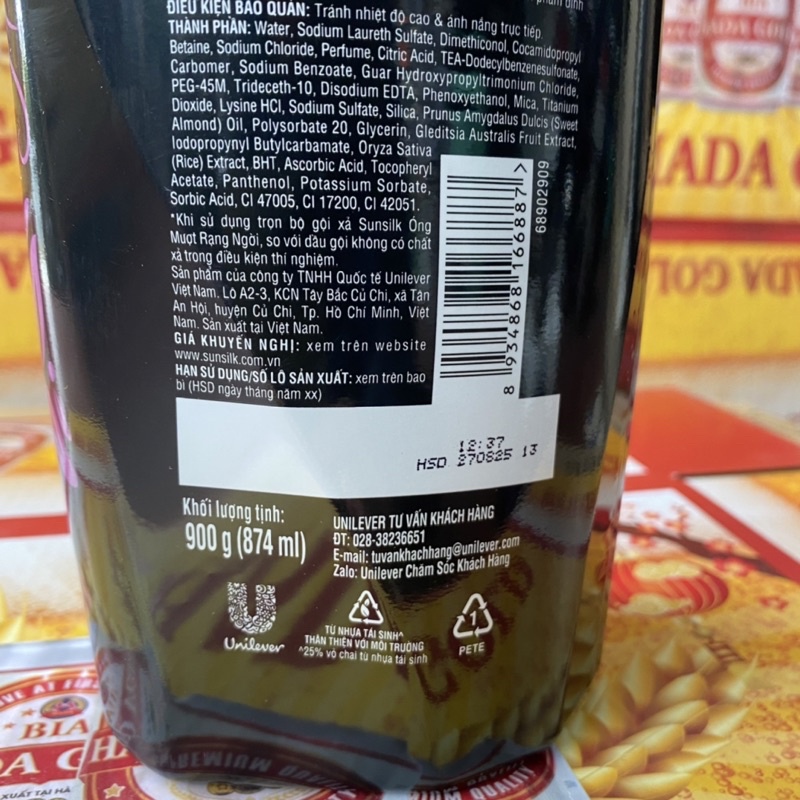 ĐIỀU KIỆN BẢO QUẢN: Tránh nhiệt độ cao & ánh nắng trực tiếp.
THÀNH PHẦN: Water, Sodium Laureth Sulfate, Dimethiconol, Cocamidopropyl
Betaine, Sodium Chloride, Perfume, Citric Acid, TEA-Dodecylbenzenesulfonate,
Carbomer, Sodium Benzoate, Guar Hydroxypropyltrimonium Chloride,
PEG-45M, Trideceth-10, Disodium EDTA, Phenoxyethanol, Mica, Titanium
Dioxide, Lysine HCl, Sodium Sulfate, Silica, Prunus Amygdalus Dulcis (Sweet
Almond) Oil, Polysorbate 20, Glycerin, Gleditsia Australis Fruit Extract,
Iodopropynyl Butylcarbamate, Oryza Sativa
(Rice) Extract, BHT, Ascorbic Acid, Tocopheryl
Acetate, Panthenol, Potassium Sorbate,
Sorbic Acid, CI 47005, CI 17200, CI 42051.
*Khi sử dụng trọn bộ gội xả Sunsilk Óng
Mượt Rạng Ngời, so với dầu gội không có chất
xả trong điều kiện thí nghiệm.
Sản phẩm của công ty TNHH Quốc tế Unilever
Việt Nam. Lô A2-3, KCN Tây Bắc Củ Chi, xã Tân
An Hội, huyện Củ Chi, Tp. Hồ Chí Minh, Việt
Nam. Sản xuất tại Việt Nam.
GIÁ KHUYẾN NGHỊ: xem trên website
www.sunsilk.com.vn
HẠN SỬ DỤNG/SỐ LÔ SẢN XUẤT: xem trên bao
bì (HSD ngày tháng năm xx)
8 934868 166887 >
68902909
12:37
HSD 270825 13
Khối lượng tịnh:
900 g (874 ml)
UNILEVER TƯ VẤN KHÁCH HÀNG
ĐT: 028-38236651
E-mail: tuvankhachhang@unilever.com
Zalo: Unilever Chăm Sóc Khách Hàng
Unilever
TỪ NHỰA TÁI SINH^
THÂN THIỆN VỚI MÔI TRƯỜNG
^25% vỏ chai từ nhựa tái sinh
1
PETE
IADA
BIA
PREMIUM
QUALITY